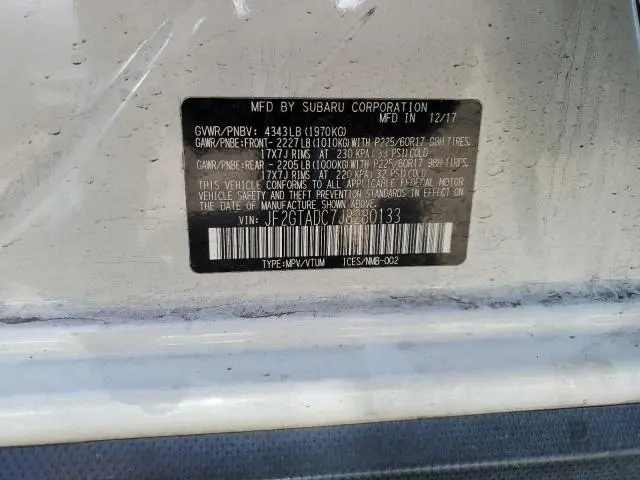 MFD BY SUBARU CORPORATION
MFD IN 12/17
GVWR/PNBV: 4343LB (1970KG)
GAWR/PNBE:FRONT- 2227LB (1010KG)WITH P225/60R17 98H TIRES,
17X7J RIMS AT 230 KPA(33 PSI)COLD
GAWR/PNBE:REAR - 2205LB (1000KG)WITH P225/60R17 98H TIRES,
17X7J RIMS AT 220 KPA(32 PSI)COLD
THIS VEHICLE CONFORMS TO ALL APPLICABLE FEDERAL MOTOR
VEHICLE SAFETY AND BUMPER STANDARDS IN EFFECT ON
THE DATE OF MANUFACTURE SHOWN ABOVE.
VIN: JF2GTADC7J8280133
TYPE:MPV/VTUM ICES/NMB-002